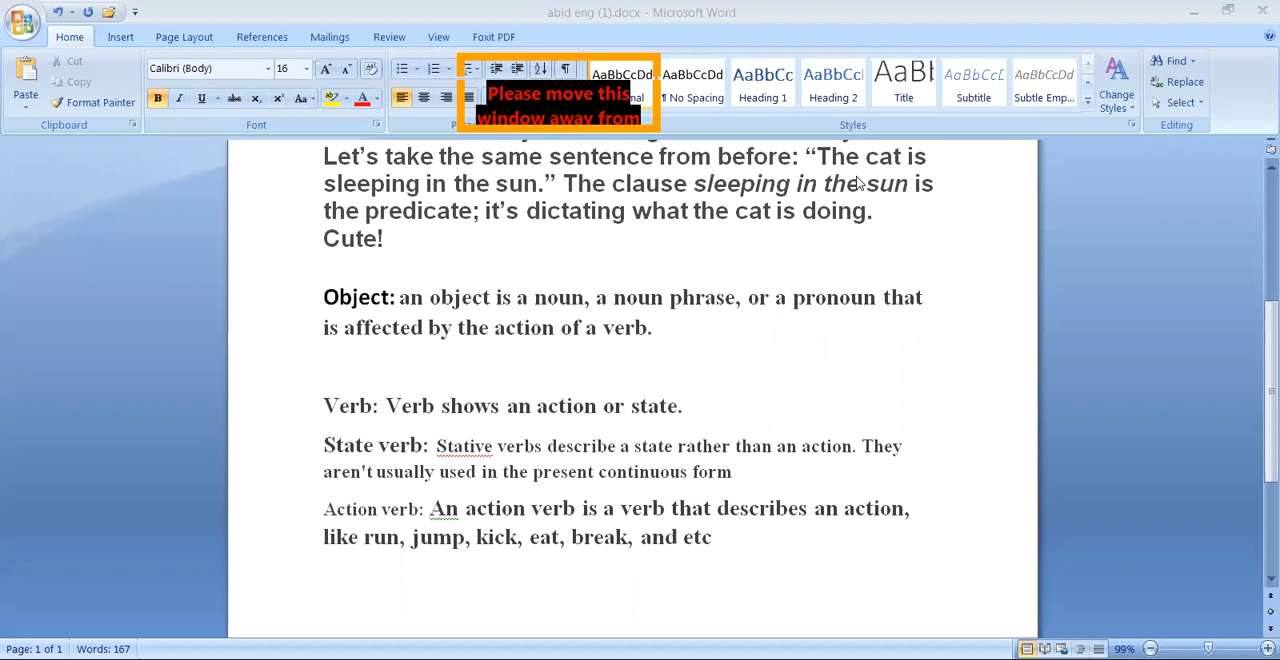 abid eng (1).docx - Microsoft Word
Home Insert Page Layout References Mailings Review View Foxit PDF
Paste
Cut
Copy
Format Painter
Clipboard
Calibri (Body) 16
Font
Please move this
window away from
AaBbCcDd AaBbCcDd AaBbCc AaBbCc AaBb AaBbCcD AaBbCcDd
¶ No Spacing Heading 1 Heading 2 Title Subtitle Subtle Emp...
Change
Styles
Styles
Find
Replace
Select
Editing
Let’s take the same sentence from before: “The cat is
sleeping in the sun.” The clause sleeping in the sun is
the predicate; it’s dictating what the cat is doing.
Cute!
Object: an object is a noun, a noun phrase, or a pronoun that
is affected by the action of a verb.
Verb: Verb shows an action or state.
State verb: Stative verbs describe a state rather than an action. They
aren't usually used in the present continuous form
Action verb: An action verb is a verb that describes an action,
like run, jump, kick, eat, break, and etc
Page: 1 of 1 Words: 167 99%